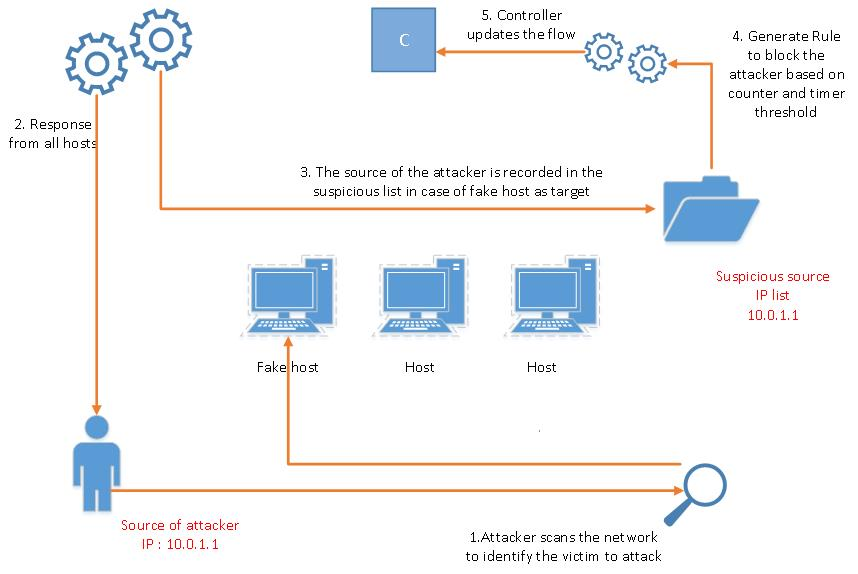 5. Controller
updates the flow
C
4. Generate Rule
to block the
attacker based on
counter and timer
threshold
2. Response
from all hosts
3. The source of the attacker is recorded in the
suspicious list in case of fake host as target
Suspicious source
IP list
10.0.1.1
Fake host
Host
Host
Source of attacker
IP : 10.0.1.1
1.Attacker scans the network
to identify the victim to attack